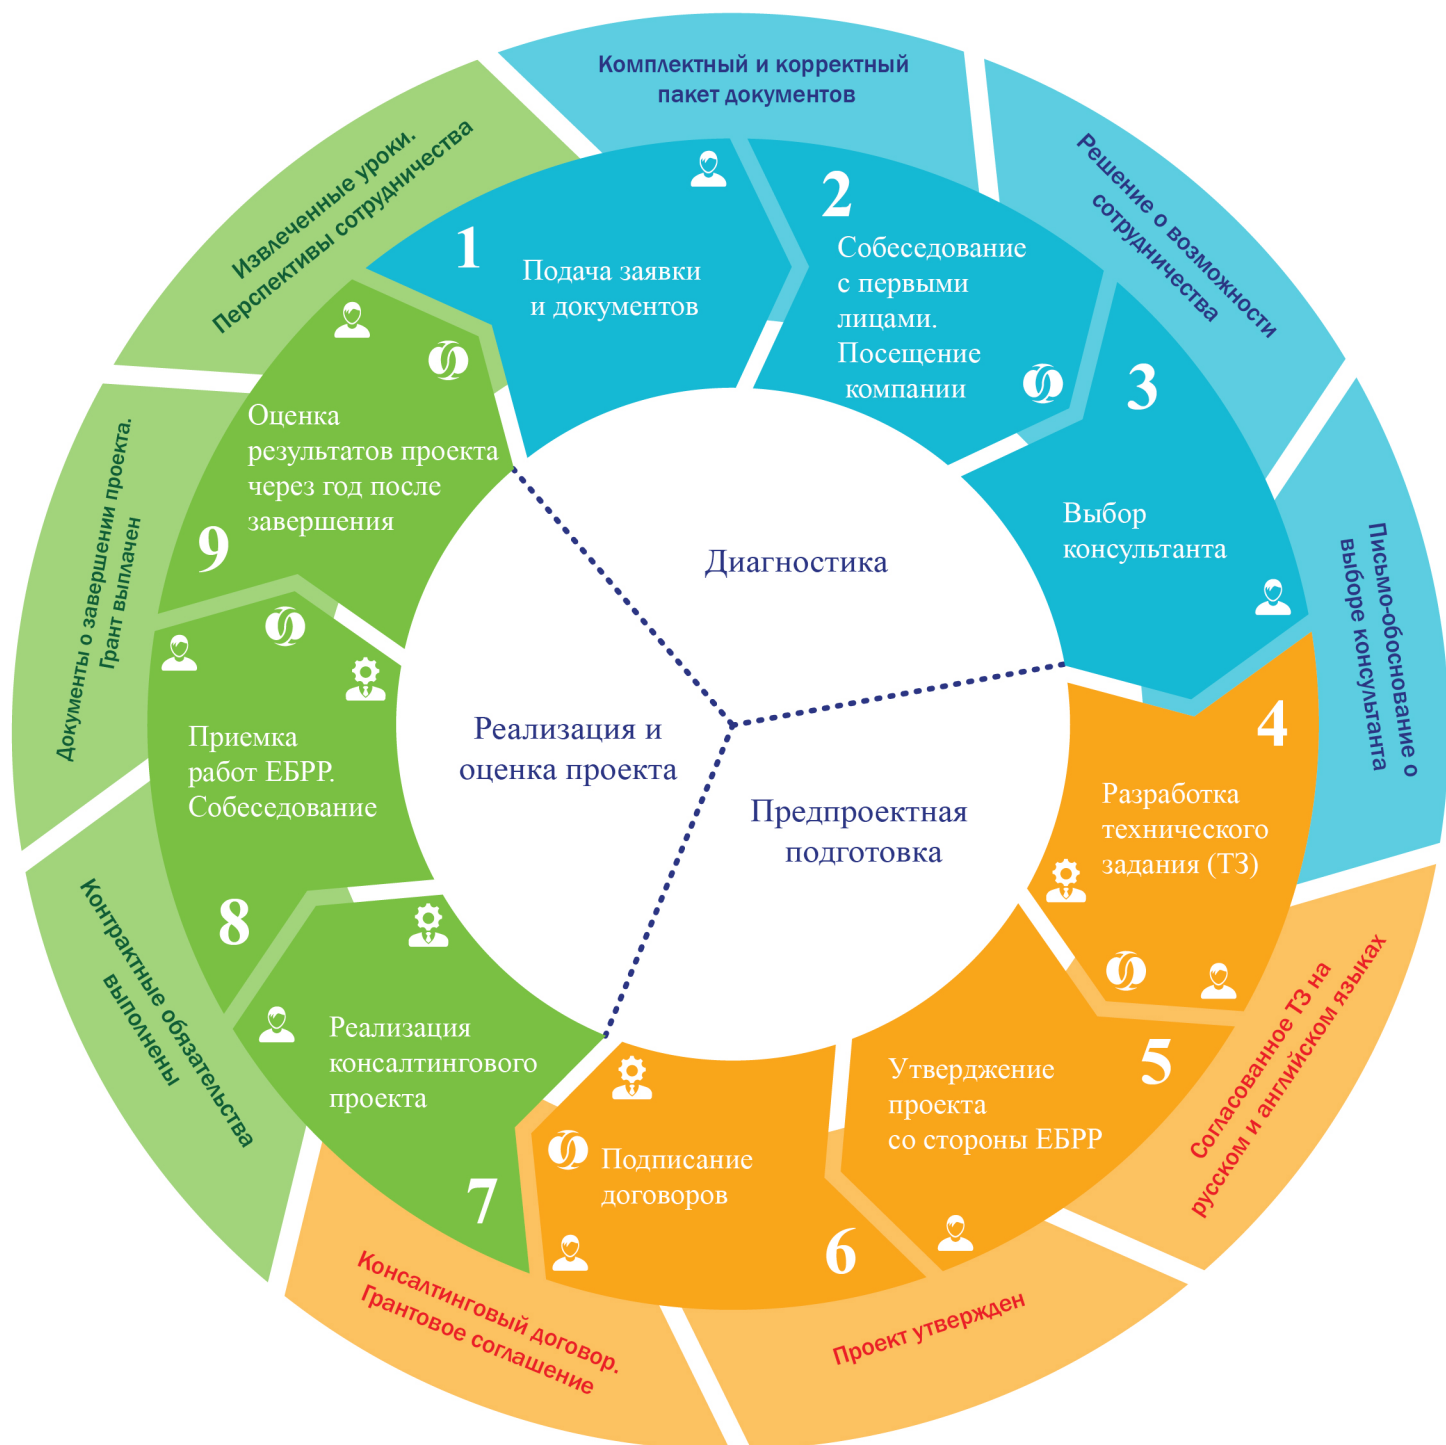 Комплектный и корректный
пакет документов
Решение о возможности
сотрудничества
Письмо-обоснование о
выборе консультанта
Согласованное ТЗ на
русском и английском языках
Проект утвержден
Консалтинговый договор.
Грантовое соглашение
Контрактные обязательства
выполнены
Документы о завершении проекта.
Грант выплачен
Извлеченные уроки.
Перспективы сотрудничества
1
Подача заявки
и документов
2
Собеседование
с первыми
лицами.
Посещение
компании
3
Выбор
консультанта
4
Разработка
технического
задания (ТЗ)
5
Утверджение
проекта
со стороны ЕБРР
6
Подписание
договоров
7
Реализация
консалтингового
проекта
8
Приемка
работ ЕБРР.
Собеседование
9
Оценка
результатов проекта
через год после
завершения
Диагностика
Предпроектная
подготовка
Реализация и
оценка проекта